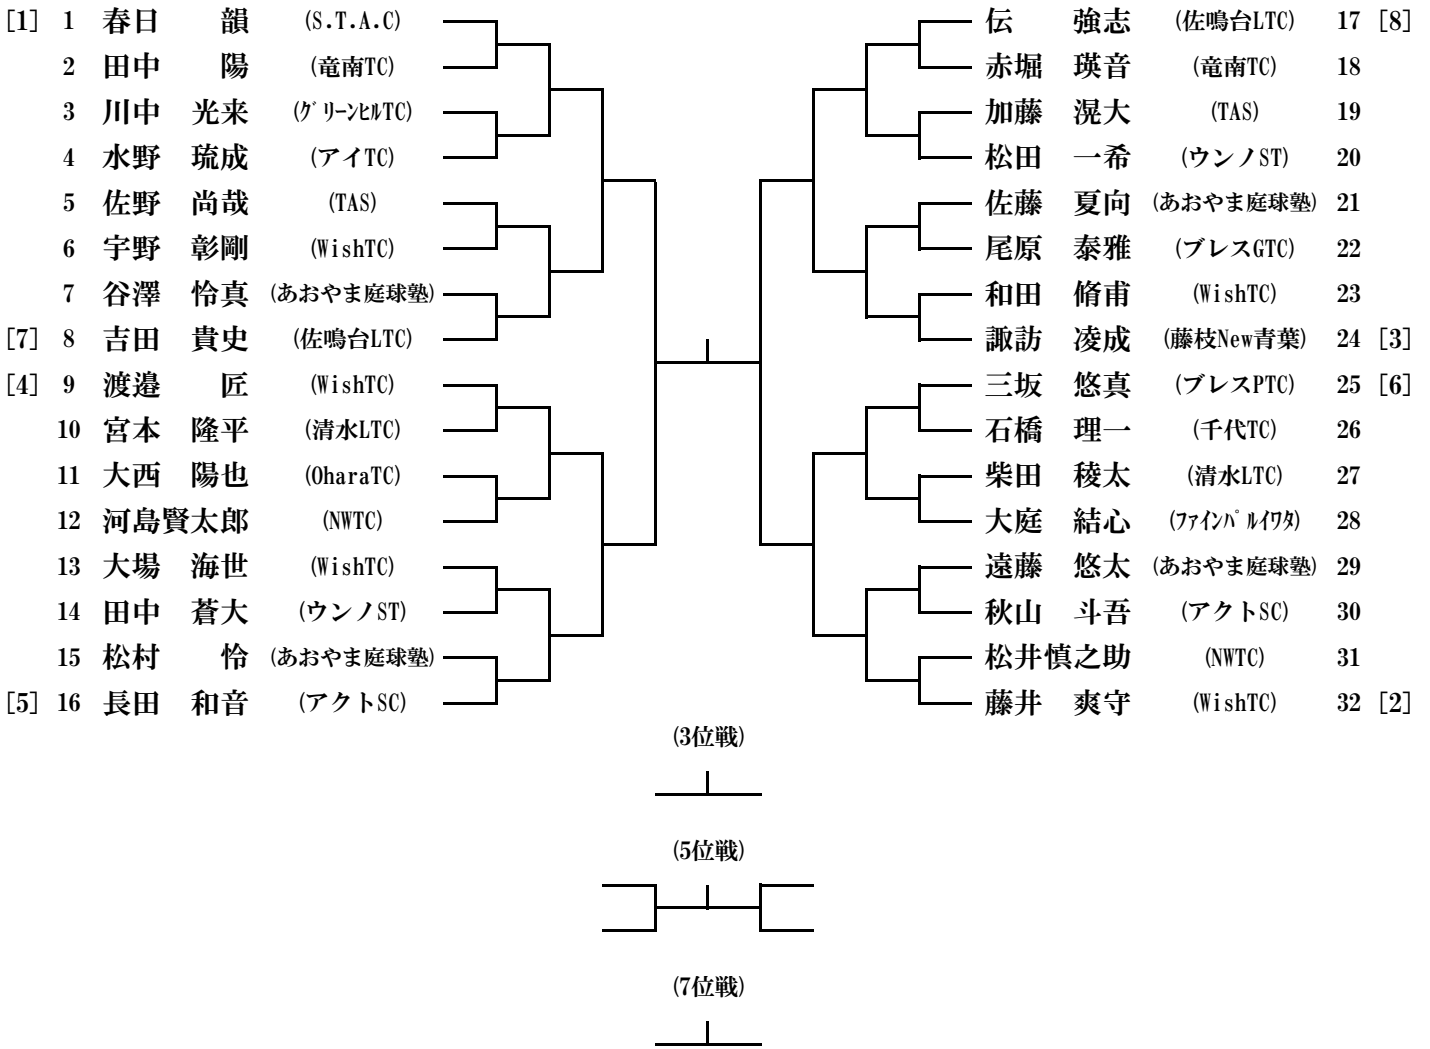 [1] 1 春日 韻 (S.T.A.C)
2 田中 陽 (竜南TC)
3 川中 光来 (グリーンヒルTC)
4 水野 琉成 (アイTC)
5 佐野 尚哉 (TAS)
6 宇野 彰剛 (WishTC)
7 谷澤 怜真 (あおやま庭球塾)
[7] 8 吉田 貴史 (佐鳴台LTC)
[4] 9 渡邉 匠 (WishTC)
10 宮本 隆平 (清水LTC)
11 大西 陽也 (OharaTC)
12 河島賢太郎 (NWTC)
13 大場 海世 (WishTC)
14 田中 蒼大 (ウンノST)
15 松村 怜 (あおやま庭球塾)
[5] 16 長田 和音 (アクトSC)
伝 強志 (佐鳴台LTC) 17 [8]
赤堀 瑛音 (竜南TC) 18
加藤 滉大 (TAS) 19
松田 一希 (ウンノST) 20
佐藤 夏向 (あおやま庭球塾) 21
尾原 泰雅 (ブレスGTC) 22
和田 脩甫 (WishTC) 23
諏訪 凌成 (藤枝New青葉) 24 [3]
三坂 悠真 (ブレスPTC) 25 [6]
石橋 理一 (千代TC) 26
柴田 稜太 (清水LTC) 27
大庭 結心 (ファインパルイワタ) 28
遠藤 悠太 (あおやま庭球塾) 29
秋山 斗吾 (アクトSC) 30
松井慎之助 (NWTC) 31
藤井 爽守 (WishTC) 32 [2]
(3位戦)
(5位戦)
(7位戦)